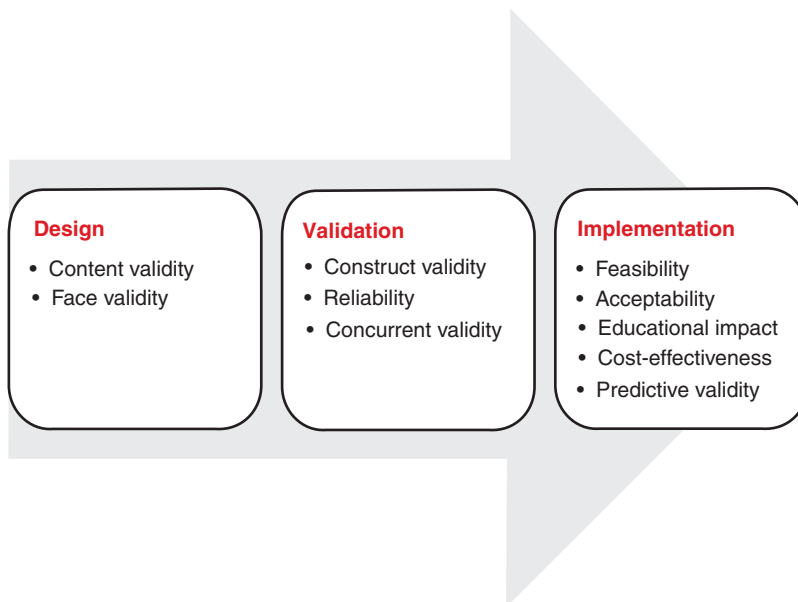 Design
• Content validity
• Face validity
Validation
• Construct validity
• Reliability
• Concurrent validity
Implementation
• Feasibility
• Acceptability
• Educational impact
• Cost-effectiveness
• Predictive validity